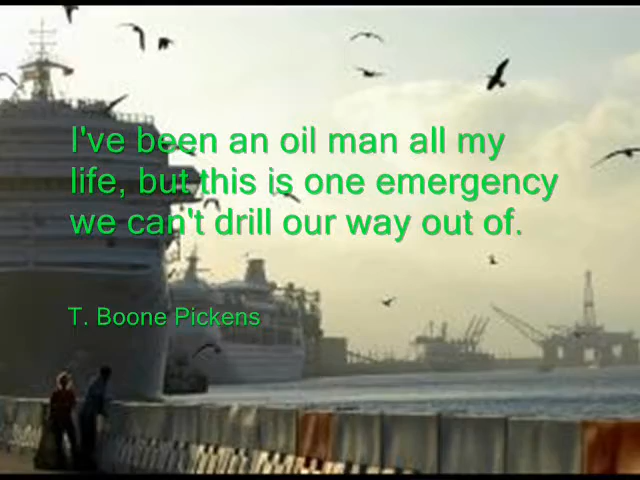 I've been an oil man all my
life, but this is one emergency
we can't drill our way out of.
T. Boone Pickens